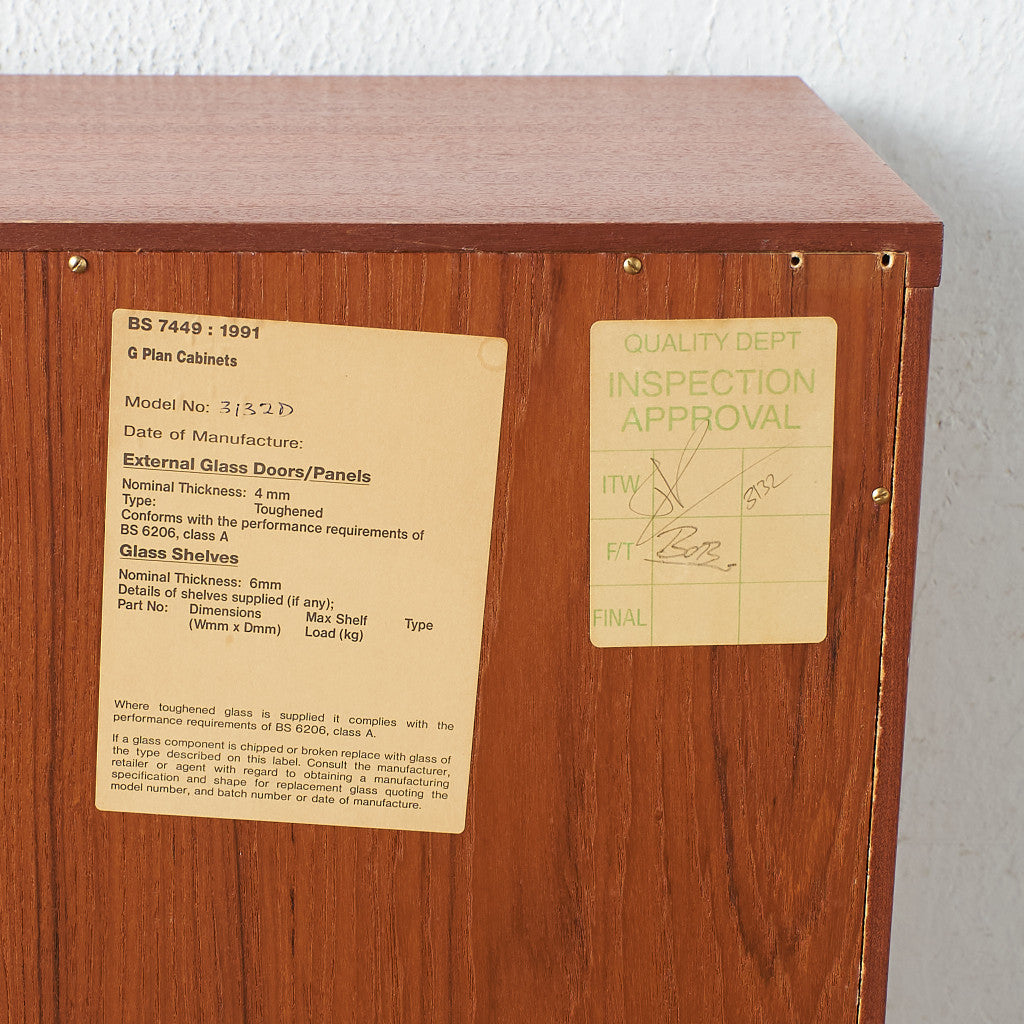 BS 7449 : 1991
G Plan Cabinets
Model No: 3132D
Date of Manufacture:
External Glass Doors/Panels
Nominal Thickness: 4 mm
Type: Toughened
Conforms with the performance requirements of
BS 6206, class A
Glass Shelves
Nominal Thickness: 6mm
Details of shelves supplied (if any);
Part No: Dimensions Max Shelf Type
(Wmm x Dmm) Load (kg)
Where toughened glass is supplied it complies with the
performance requirements of BS 6206, class A.
If a glass component is chipped or broken replace with glass of
the type described on this label. Consult the manufacturer,
retailer or agent with regard to obtaining a manufacturing
specification and shape for replacement glass quoting the
model number, and batch number or date of manufacture.
QUALITY DEPT
INSPECTION
APPROVAL
ITW 3132
F/T BOB
FINAL